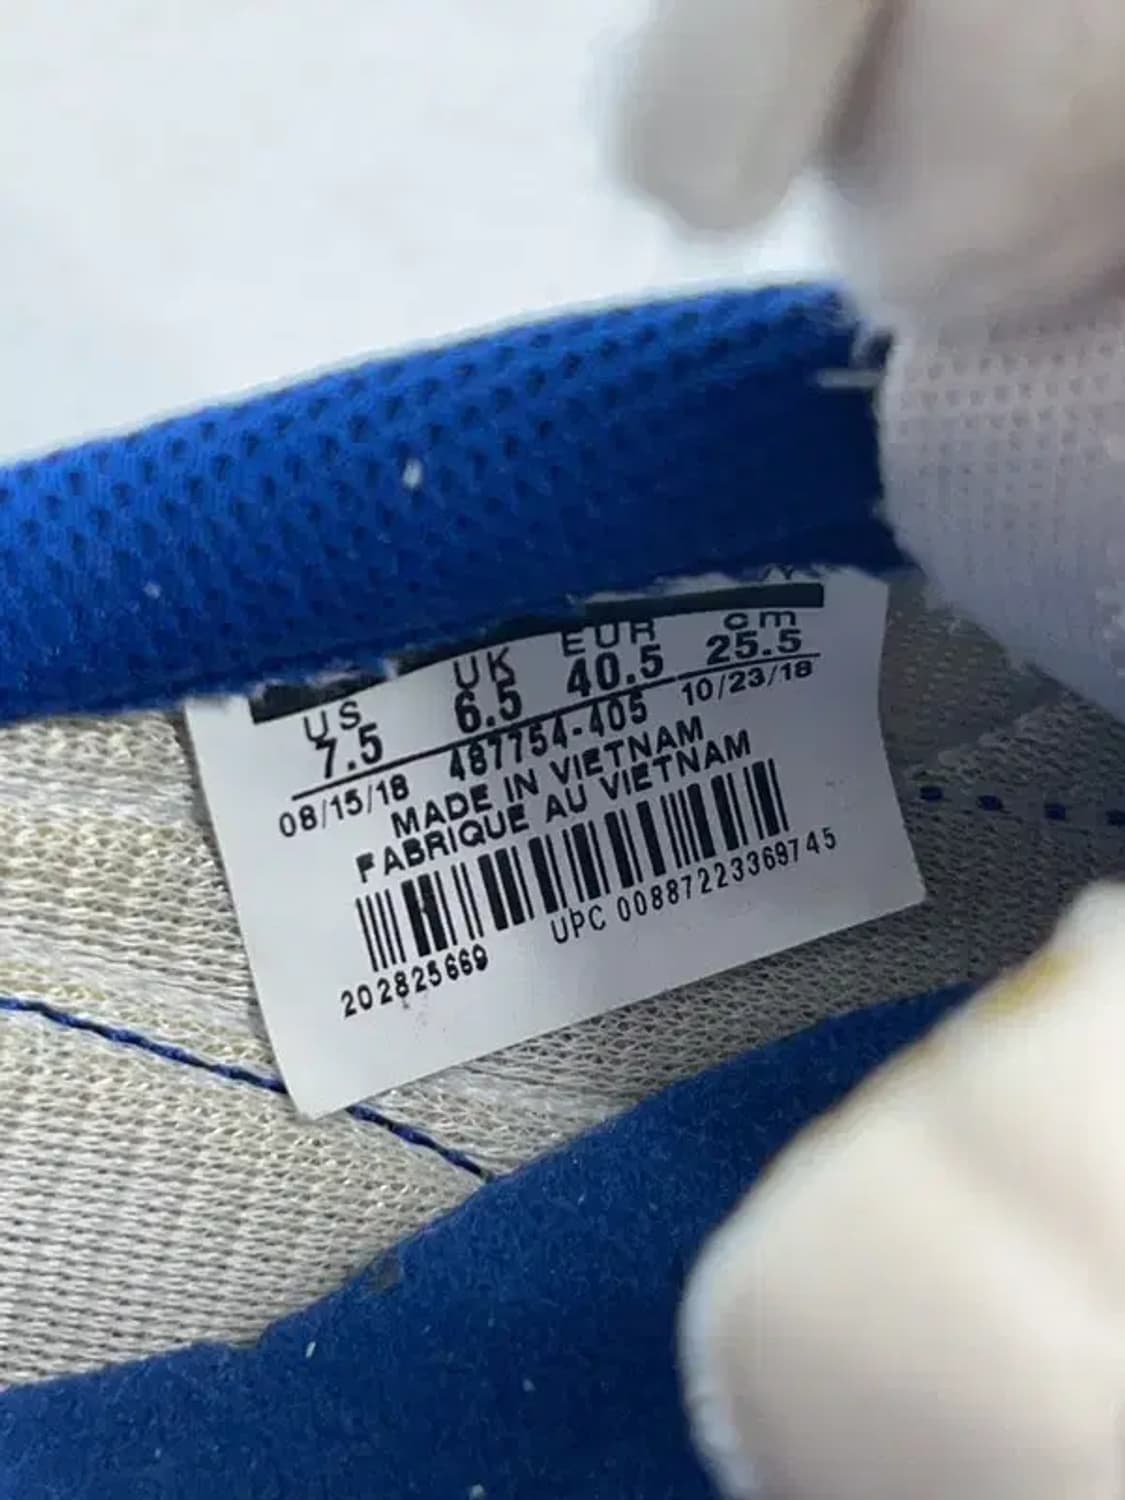 US UK EUR cm
7.5 6.5 40.5 25.5
08/15/18 487754-405 10/23/18
MADE IN VIETNAM
FABRIQUE AU VIETNAM
202825669 UPC 00887223369745